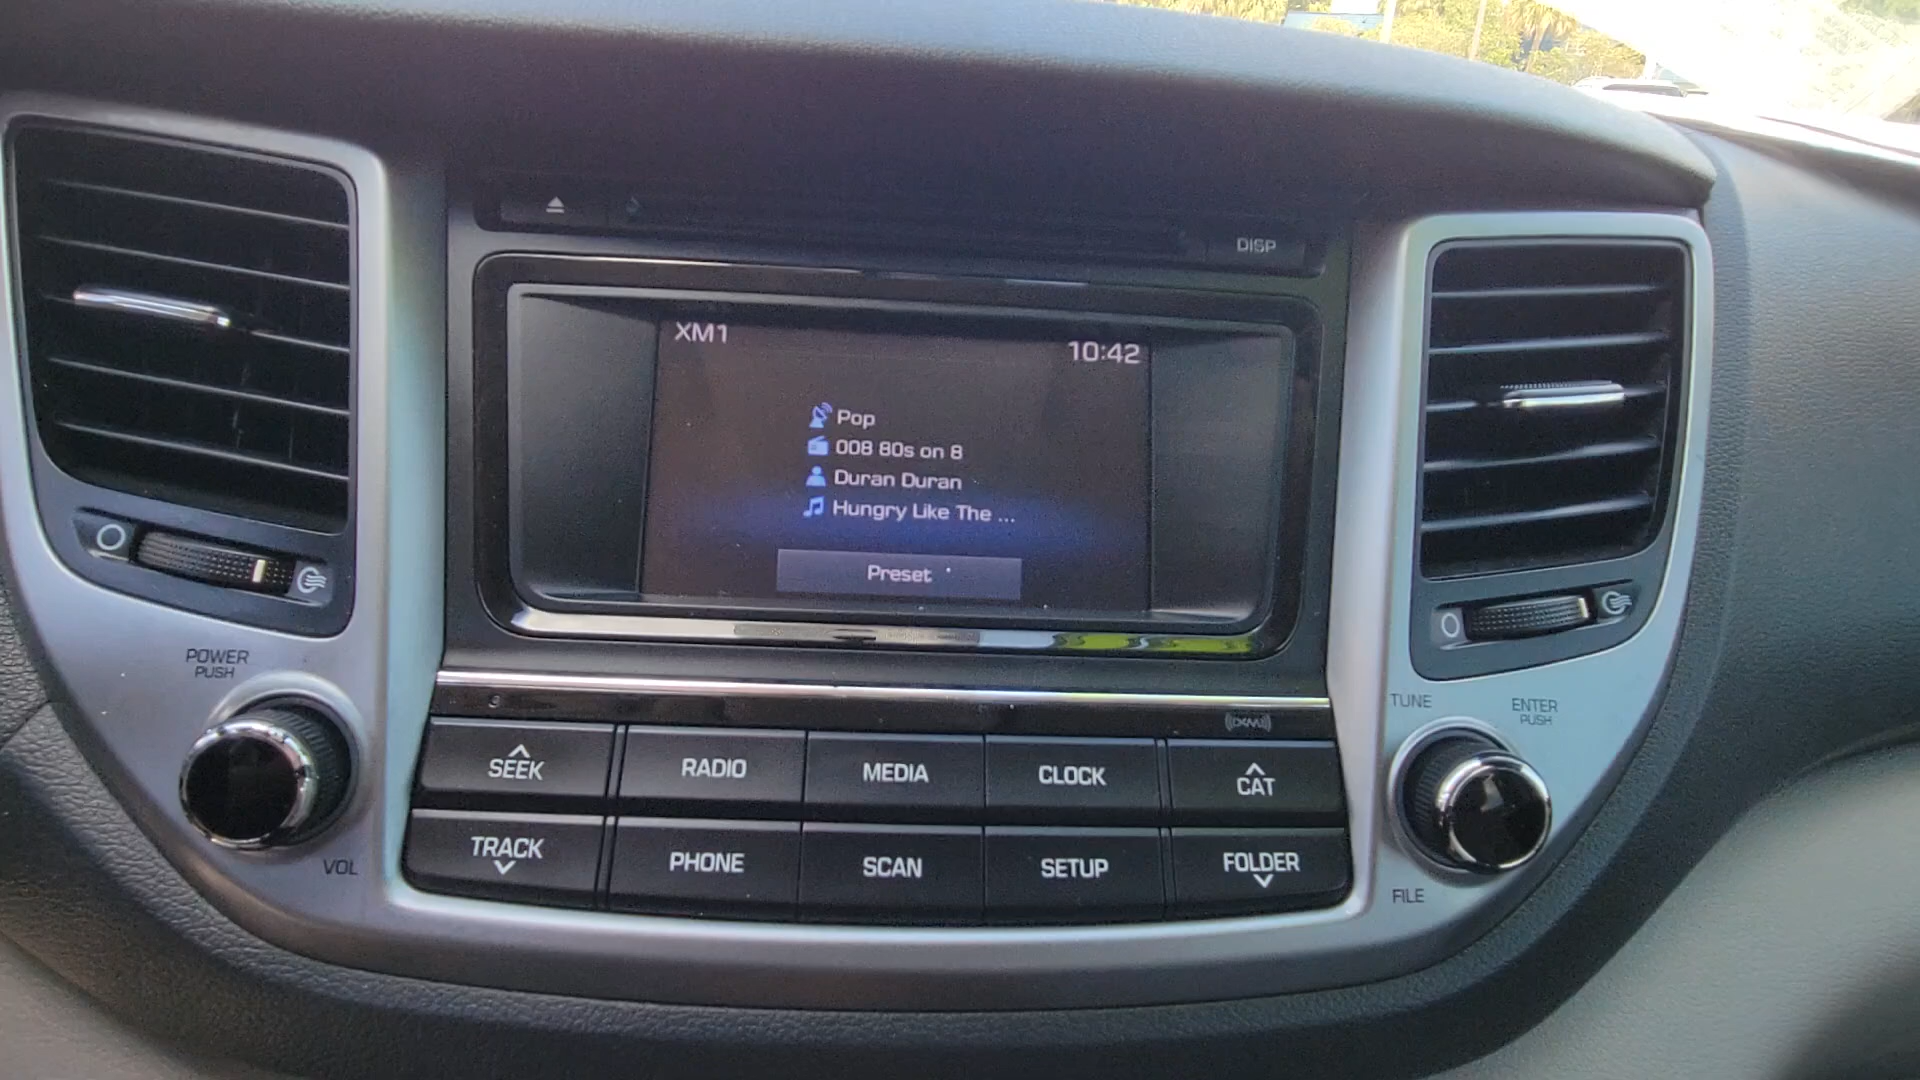 DISP
XM1
10:42
Pop
008 80s on 8
Duran Duran
Hungry Like The ...
Preset
POWER
PUSH
VOL
TUNE
ENTER
PUSH
FILE
XM
SEEK
RADIO
MEDIA
CLOCK
CAT
TRACK
PHONE
SCAN
SETUP
FOLDER